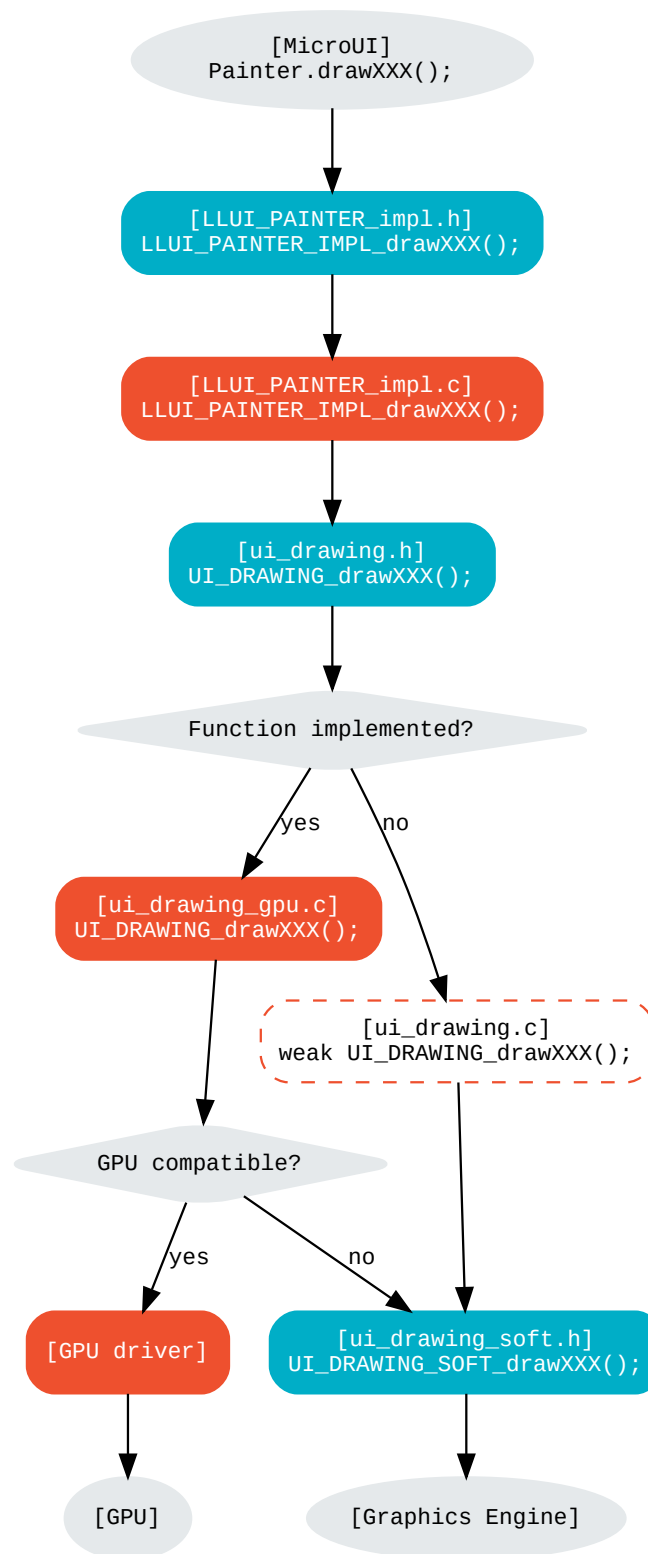 [MicroUI]
Painter.drawXXX();
[LLUI_PAINTER_impl.h]
LLUI_PAINTER_IMPL_drawXXX();
[LLUI_PAINTER_impl.c]
LLUI_PAINTER_IMPL_drawXXX();
[ui_drawing.h]
UI_DRAWING_drawXXX();
Function implemented?
yes
no
[ui_drawing_gpu.c]
UI_DRAWING_drawXXX();
[ui_drawing.c]
weak UI_DRAWING_drawXXX();
GPU compatible?
yes
no
[GPU driver]
[ui_drawing_soft.h]
UI_DRAWING_SOFT_drawXXX();
[GPU]
[Graphics Engine]